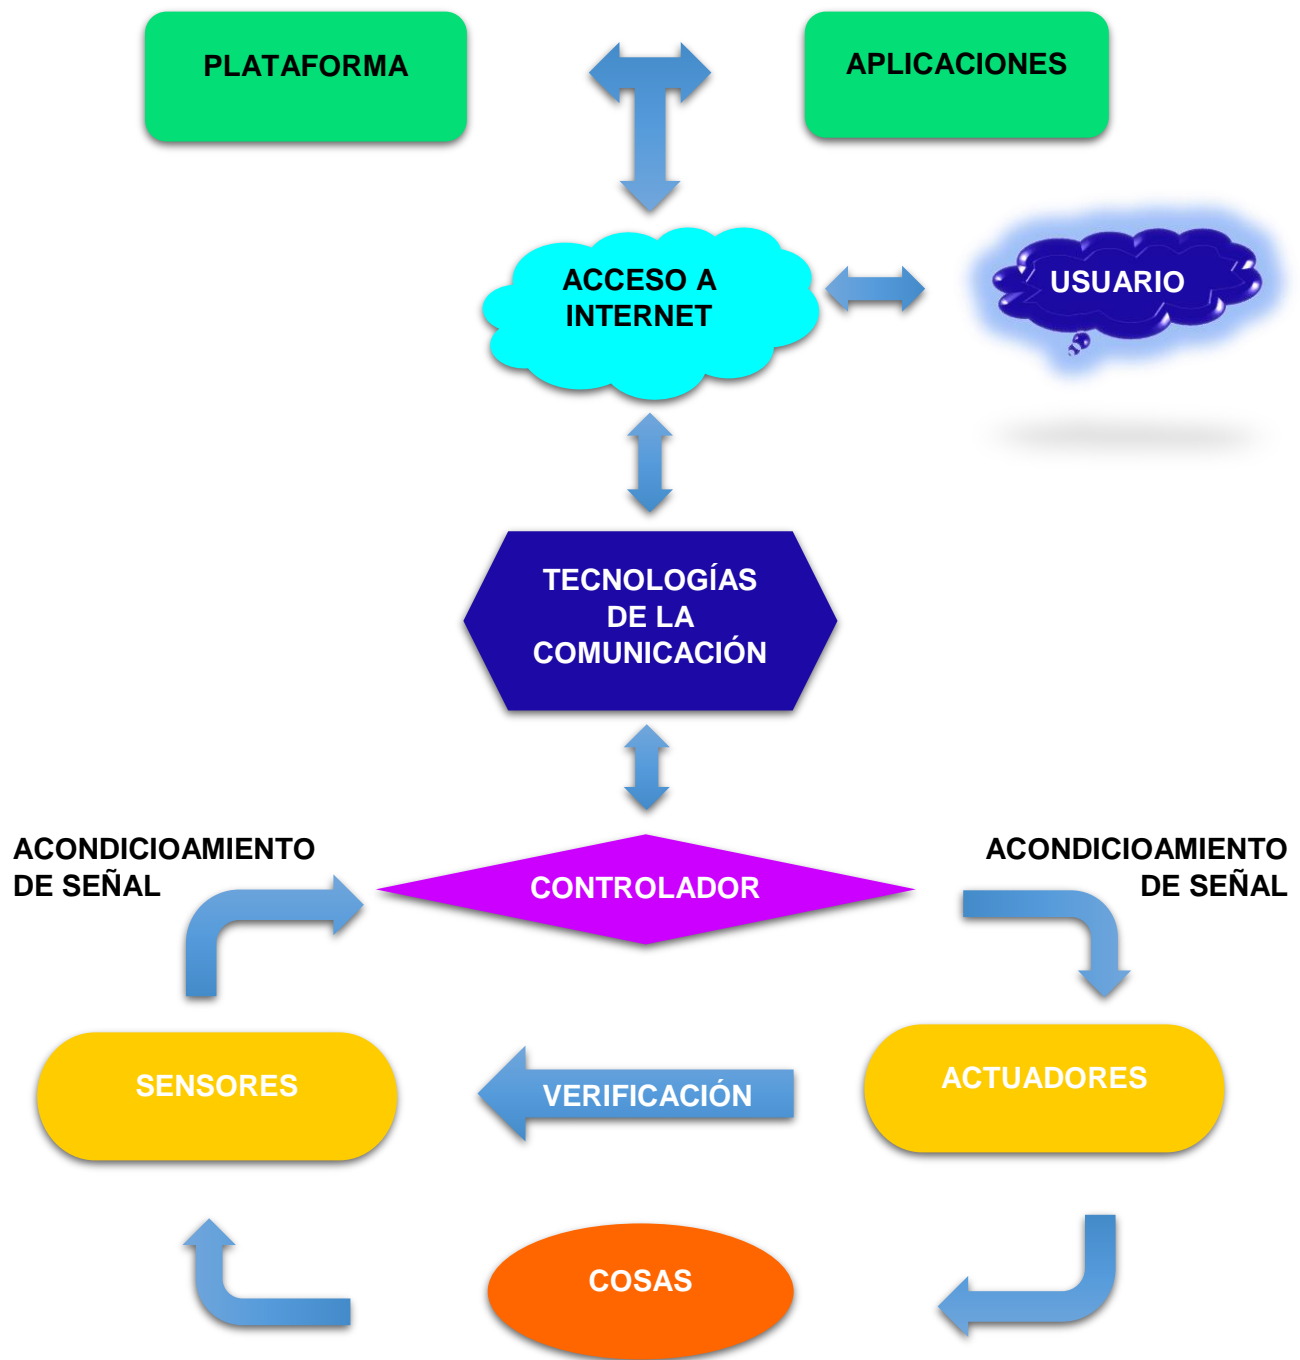 PLATAFORMA
APLICACIONES
ACCESO A
INTERNET
USUARIO
TECNOLOGÍAS
DE LA
COMUNICACIÓN
ACONDICIOAMIENTO
DE SEÑAL
CONTROLADOR
ACONDICIOAMIENTO
DE SEÑAL
SENSORES
VERIFICACIÓN
ACTUADORES
COSAS